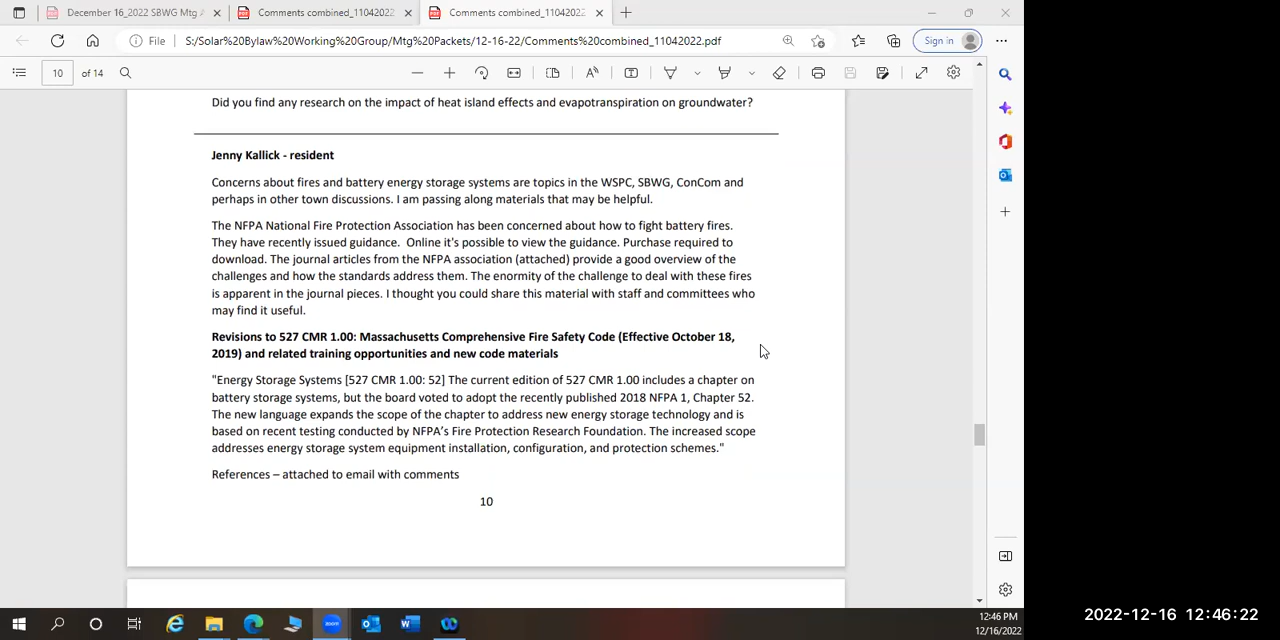 December 16_2022 SBWG Mtg A
Comments combined_11042022
Comments combined_11042022
File
S:/Solar%20Bylaw%20Working%20Group/Mtg%20Packets/12-16-22/Comments%20combined_11042022.pdf
Sign in
10 of 14
Did you find any research on the impact of heat island effects and evapotranspiration on groundwater?
Jenny Kallick - resident
Concerns about fires and battery energy storage systems are topics in the WSPC, SBWG, ConCom and
perhaps in other town discussions. I am passing along materials that may be helpful.
The NFPA National Fire Protection Association has been concerned about how to fight battery fires.
They have recently issued guidance.  Online it's possible to view the guidance. Purchase required to
download. The journal articles from the NFPA association (attached) provide a good overview of the
challenges and how the standards address them. The enormity of the challenge to deal with these fires
is apparent in the journal pieces. I thought you could share this material with staff and committees who
may find it useful.
Revisions to 527 CMR 1.00: Massachusetts Comprehensive Fire Safety Code (Effective October 18,
2019) and related training opportunities and new code materials
"Energy Storage Systems [527 CMR 1.00: 52] The current edition of 527 CMR 1.00 includes a chapter on
battery storage systems, but the board voted to adopt the recently published 2018 NFPA 1, Chapter 52.
The new language expands the scope of the chapter to address new energy storage technology and is
based on recent testing conducted by NFPA's Fire Protection Research Foundation. The increased scope
addresses energy storage system equipment installation, configuration, and protection schemes."
References – attached to email with comments
10
zoom
12:46 PM
12/16/2022
2022-12-16 12:46:22